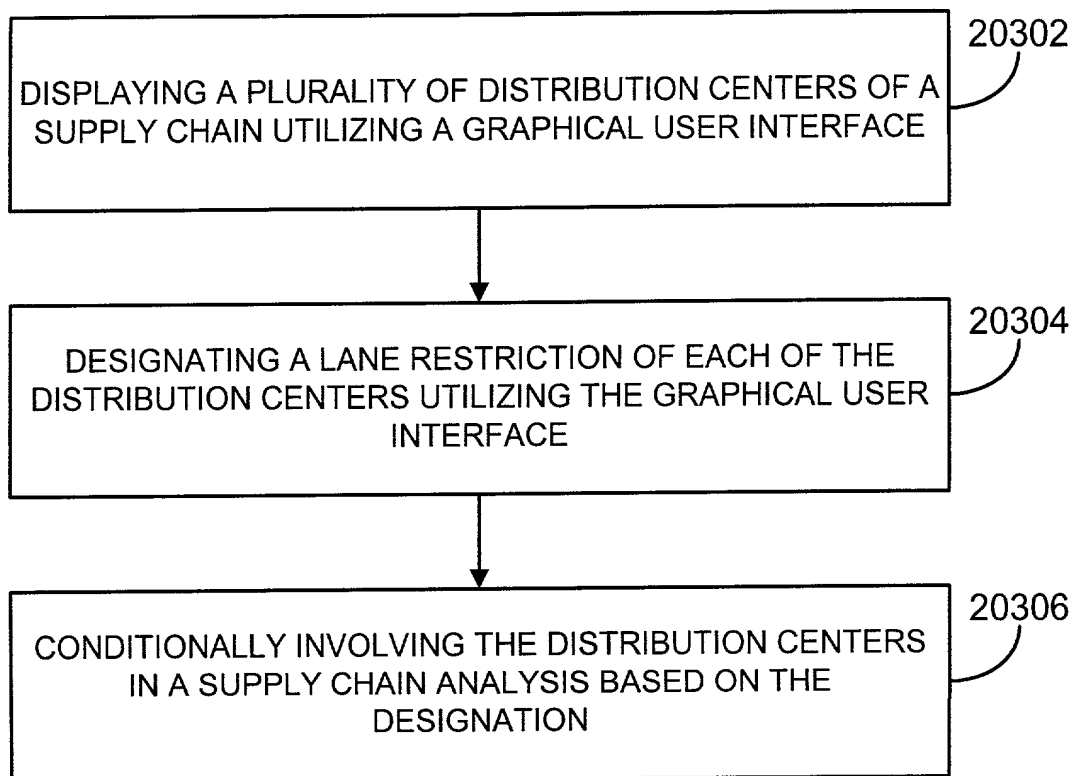 20302
DISPLAYING A PLURALITY OF DISTRIBUTION CENTERS OF A
SUPPLY CHAIN UTILIZING A GRAPHICAL USER INTERFACE
20304
DESIGNATING A LANE RESTRICTION OF EACH OF THE
DISTRIBUTION CENTERS UTILIZING THE GRAPHICAL USER
INTERFACE
20306
CONDITIONALLY INVOLVING THE DISTRIBUTION CENTERS
IN A SUPPLY CHAIN ANALYSIS BASED ON THE
DESIGNATION